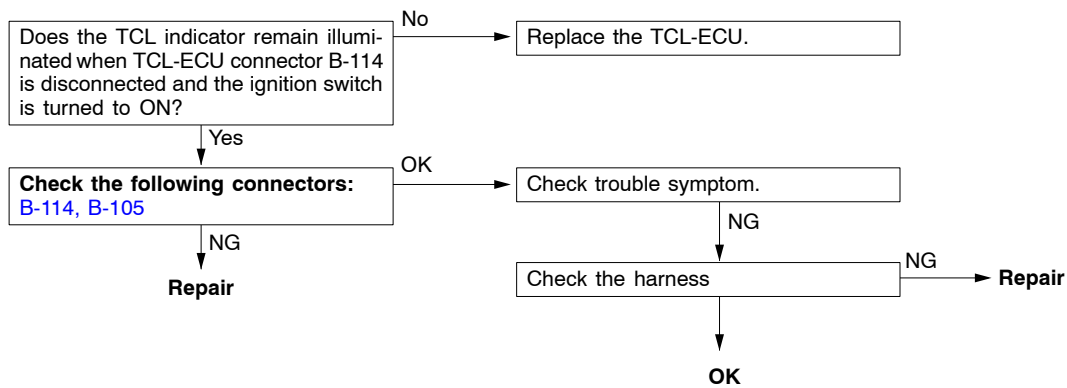 Does the TCL indicator remain illumi-
nated when TCL-ECU connector B-114
is disconnected and the ignition switch
is turned to ON?
No
Replace the TCL-ECU.
Yes
Check the following connectors:
B-114, B-105
OK
Check trouble symptom.
NG
Repair
NG
Check the harness
NG
Repair
OK